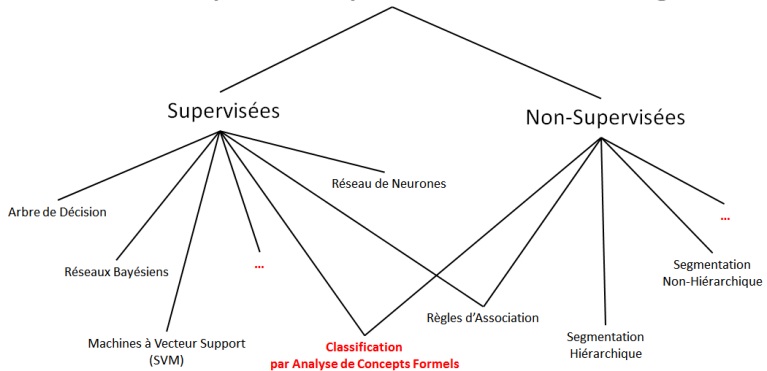 Supervisées
Non-Supervisées
Réseau de Neurones
Arbre de Décision
...
Réseaux Bayésiens
...
Segmentation
Non-Hiérarchique
Règles d'Association
Machines à Vecteur Support
(SVM)
Classification
par Analyse de Concepts Formels
Segmentation
Hiérarchique